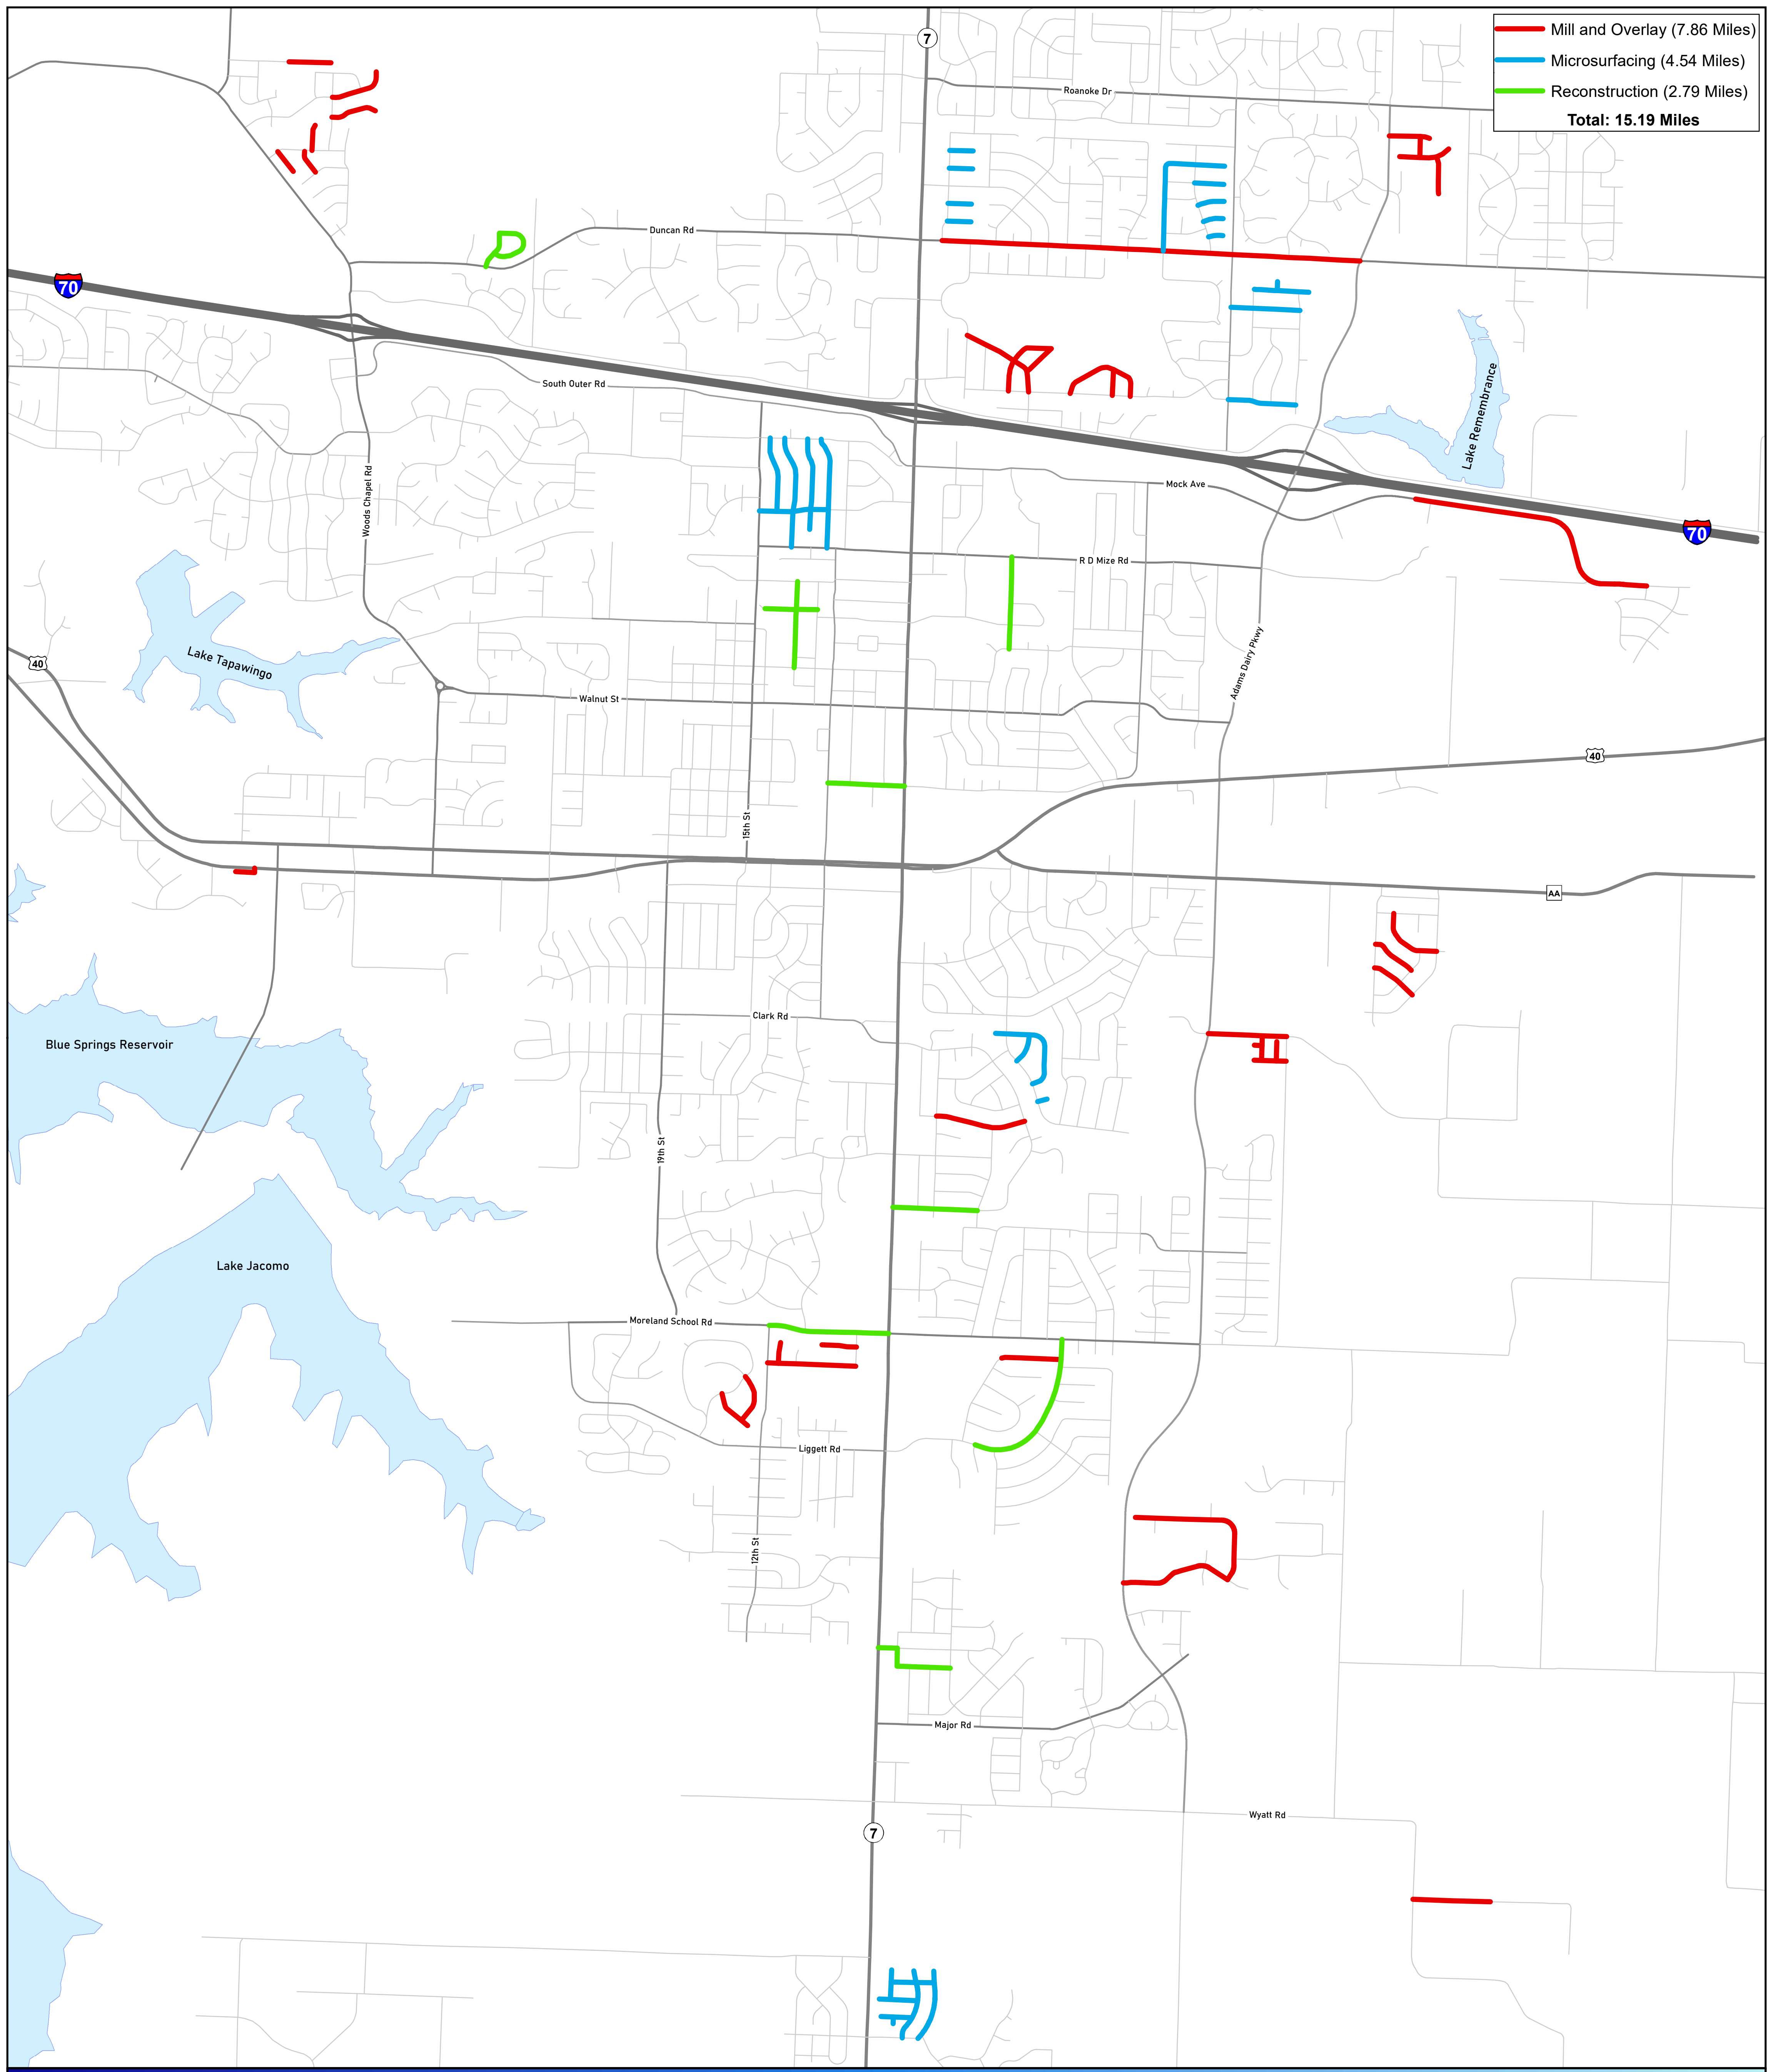 7
Mill and Overlay (7.86 Miles)
Microsurfacing (4.54 Miles)
Reconstruction (2.79 Miles)
Total: 15.19 Miles
Roanoke Dr
Duncan Rd
70
South Outer Rd
Lake Remembrance
Woods Chapel Rd
Mock Ave
70
R D Mize Rd
Adams Dairy Pkwy
Lake Tapawingo
40
Walnut St
40
15th St
AA
Clark Rd
Blue Springs Reservoir
19th St
Lake Jacomo
Moreland School Rd
Liggett Rd
12th St
Major Rd
Wyatt Rd
7